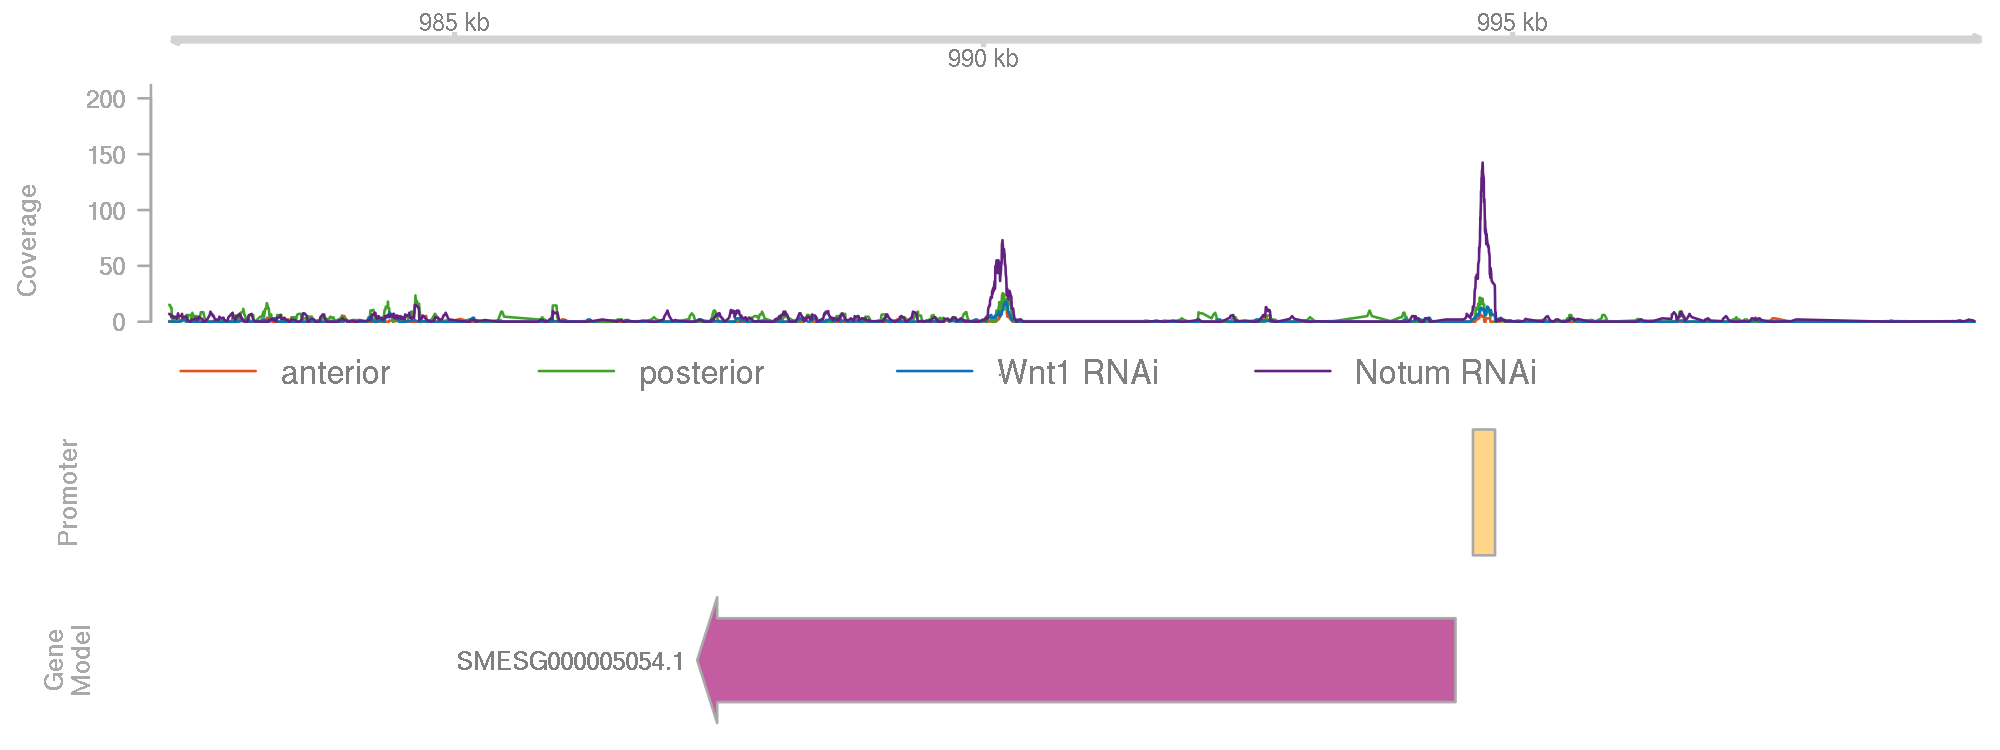 985 kb
995 kb
990 kb
200
150
100
50
0
Coverage
anterior
posterior
Wnt1 RNAi
Notum RNAi
Promoter
SMESG000005054.1
Gene
Model